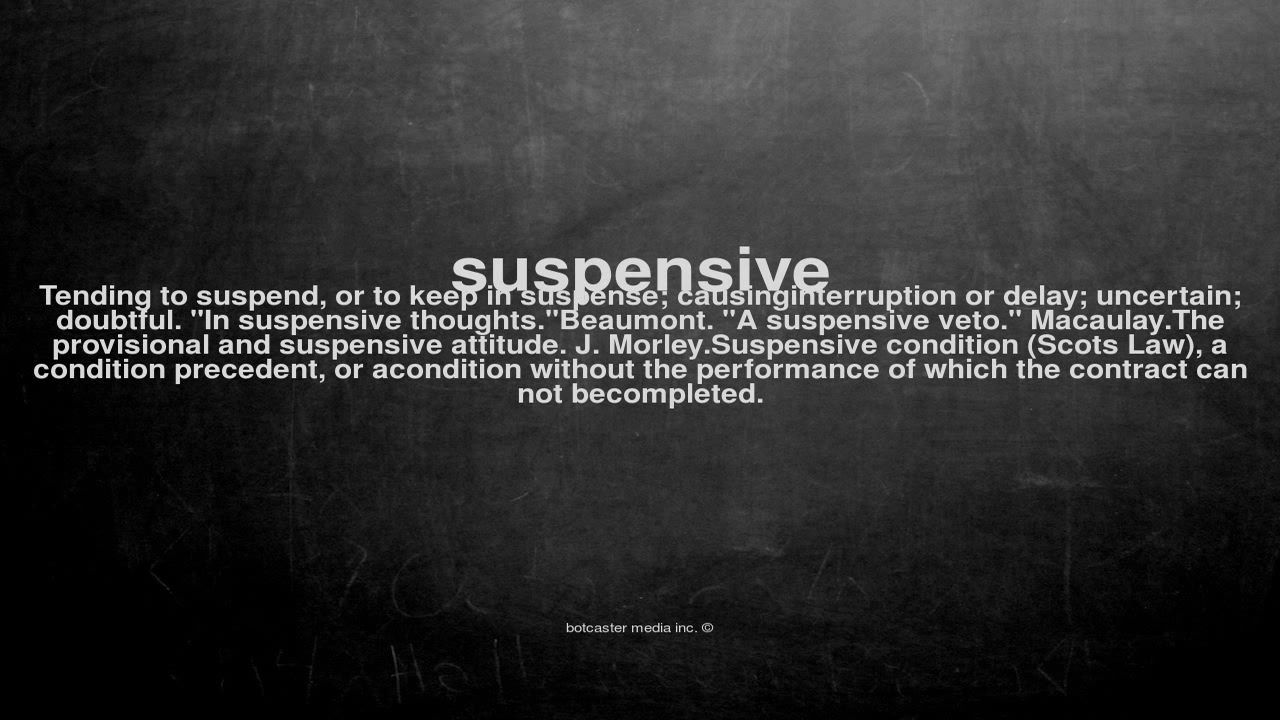 suspensive
Tending to suspend, or to keep in suspense; causinginterruption or delay; uncertain;
doubtful. "In suspensive thoughts."Beaumont. "A suspensive veto." Macaulay.The
provisional and suspensive attitude. J. Morley.Suspensive condition (Scots Law), a
condition precedent, or acondition without the performance of which the contract can
not becompleted.
botcaster media inc. ©